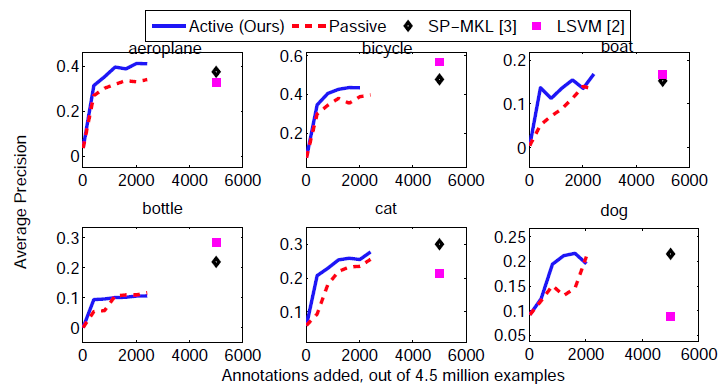 Active (Ours) Passive SP−MKL [3] LSVM [2]
aeroplane bicycle boat
0.4 0.2 0
0.6 0.4 0.2
0.2 0.1 0
0 2000 4000 6000 0 2000 4000 6000 0 2000 4000 6000
Average Precision
bottle cat dog
0.3 0.2 0.1 0
0.3 0.2 0.1
0.25 0.2 0.15 0.1 0.05
0 2000 4000 6000 0 2000 4000 6000 0 2000 4000 6000
Annotations added, out of 4.5 million examples